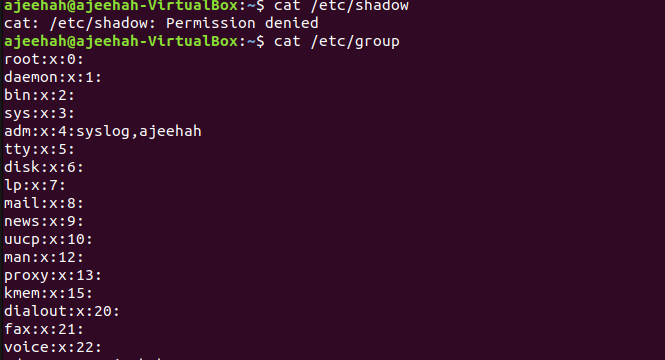 ajeehah@ajeehah-VirtualBox:~$ cat /etc/shadow
cat: /etc/shadow: Permission denied
ajeehah@ajeehah-VirtualBox:~$ cat /etc/group
root:x:0:
daemon:x:1:
bin:x:2:
sys:x:3:
adm:x:4:syslog,ajeehah
tty:x:5:
disk:x:6:
lp:x:7:
mail:x:8:
news:x:9:
uucp:x:10:
man:x:12:
proxy:x:13:
kmem:x:15:
dialout:x:20:
fax:x:21:
voice:x:22: